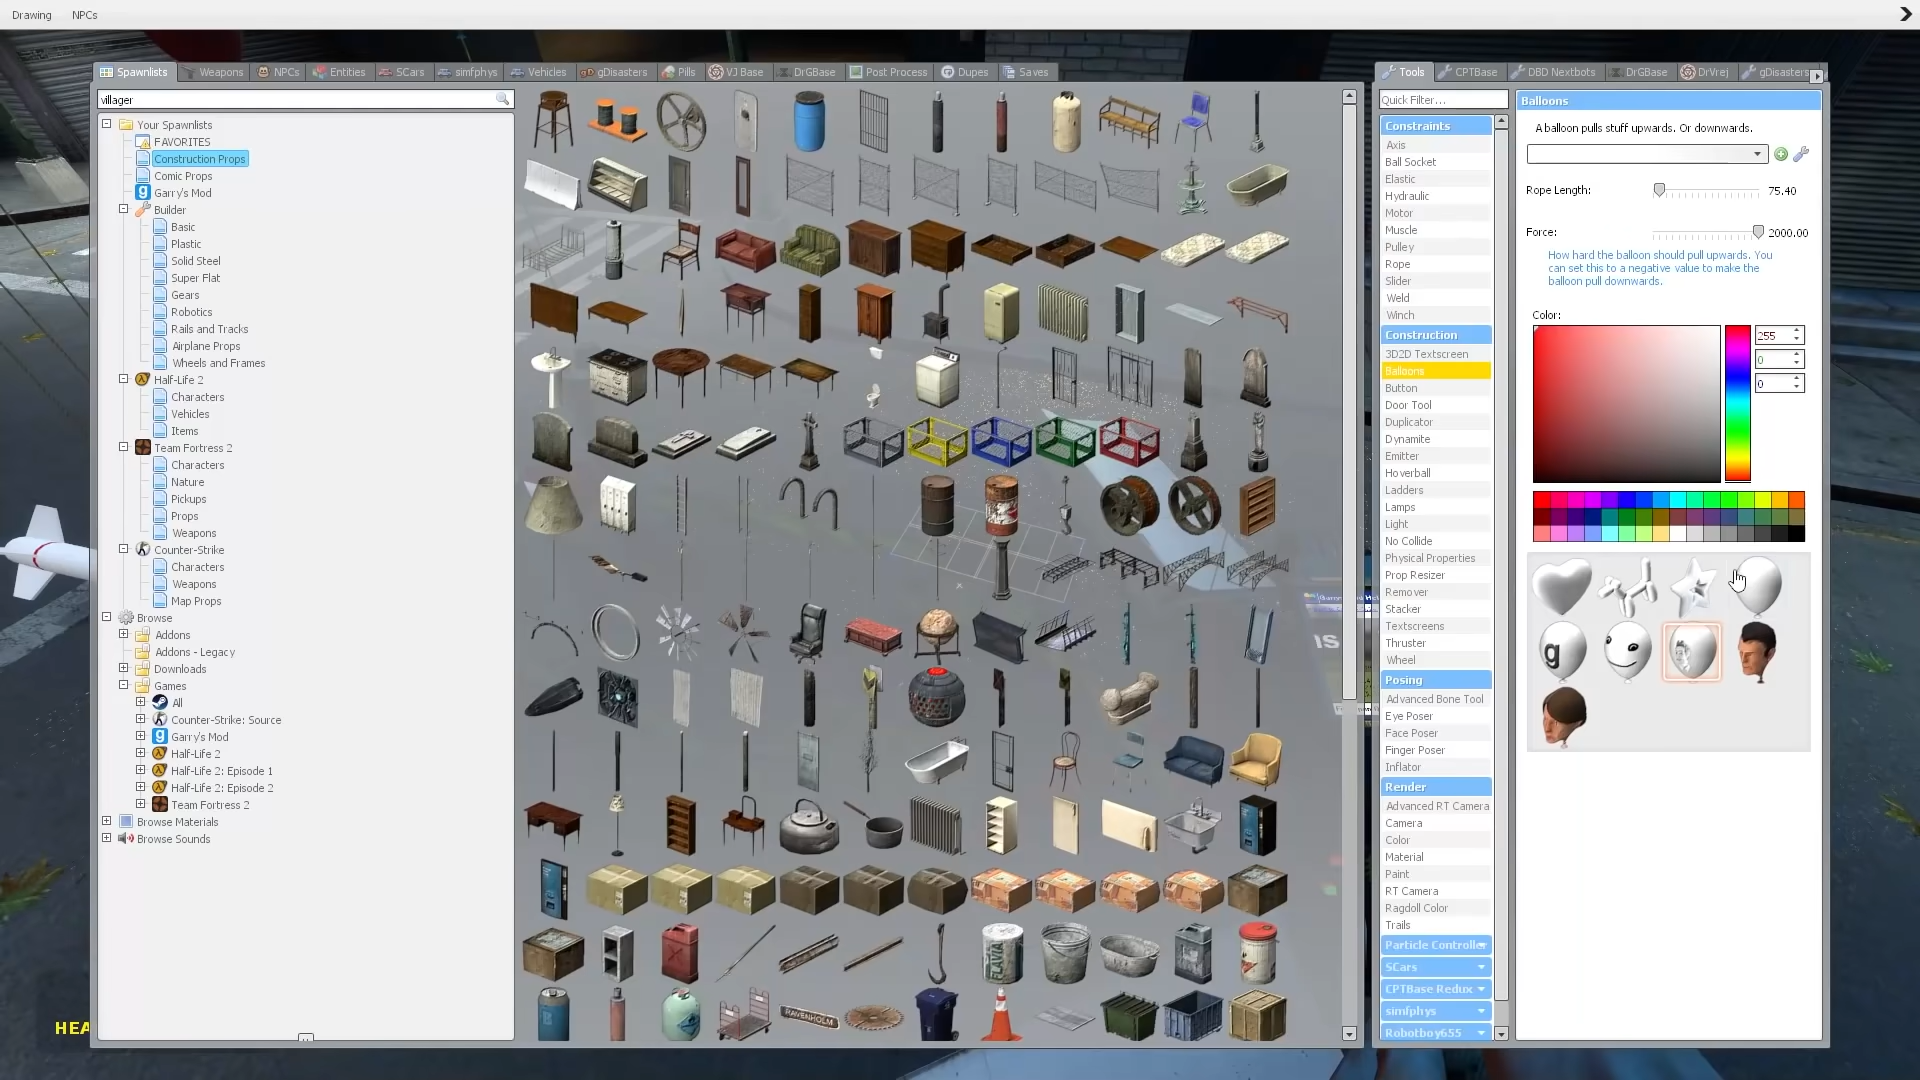 Drawing NPCs
Spawnlists Weapons NPCs Entities SCars simfphys Vehicles gDisasters Pills VJ Base DrGBase Post Process Dupes Saves
Tools CPTBase DBD Nextbots DrGBase DrVrej gDisasters
villager
Your Spawnlists
FAVORITES
Construction Props
Comic Props
Garry's Mod
Builder
Basic
Plastic
Solid Steel
Super Flat
Gears
Robotics
Rails and Tracks
Airplane Props
Wheels and Frames
Half-Life 2
Characters
Vehicles
Items
Team Fortress 2
Characters
Nature
Pickups
Props
Weapons
Counter-Strike
Characters
Weapons
Map Props
Browse
Addons
Addons - Legacy
Downloads
Games
All
Counter-Strike: Source
Garry's Mod
Half-Life 2
Half-Life 2: Episode 1
Half-Life 2: Episode 2
Team Fortress 2
Browse Materials
Browse Sounds
HEA
FLAVIA
RAVENHOLM
Quick Filter...
Constraints
Axis
Ball Socket
Elastic
Hydraulic
Motor
Muscle
Pulley
Rope
Slider
Weld
Winch
Construction
3D2D Textscreen
Balloons
Button
Door Tool
Duplicator
Dynamite
Emitter
Hoverball
Ladders
Lamps
Light
No Collide
Physical Properties
Prop Resizer
Remover
Stacker
Textscreens
Thruster
Wheel
Posing
Advanced Bone Tool
Eye Poser
Face Poser
Finger Poser
Inflator
Render
Advanced RT Camera
Camera
Color
Material
Paint
RT Camera
Ragdoll Color
Trails
Particle Controller
SCars
CPTBase Redux
simfphys
Robotboy655
Balloons
A balloon pulls stuff upwards. Or downwards.
Rope Length: 75.40
Force: 2000.00
How hard the balloon should pull upwards. You
can set this to a negative value to make the
balloon pull downwards.
Color:
255
0
0
g